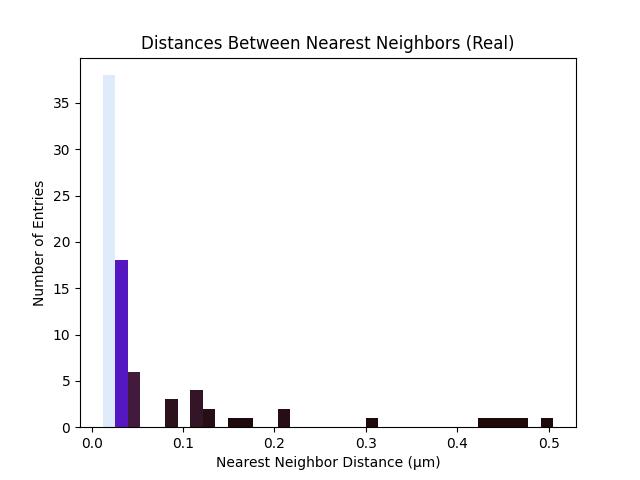 Distances Between Nearest Neighbors (Real)
Number of Entries
35
30
25
20
15
10
5
0
0.0 0.1 0.2 0.3 0.4 0.5
Nearest Neighbor Distance (μm)